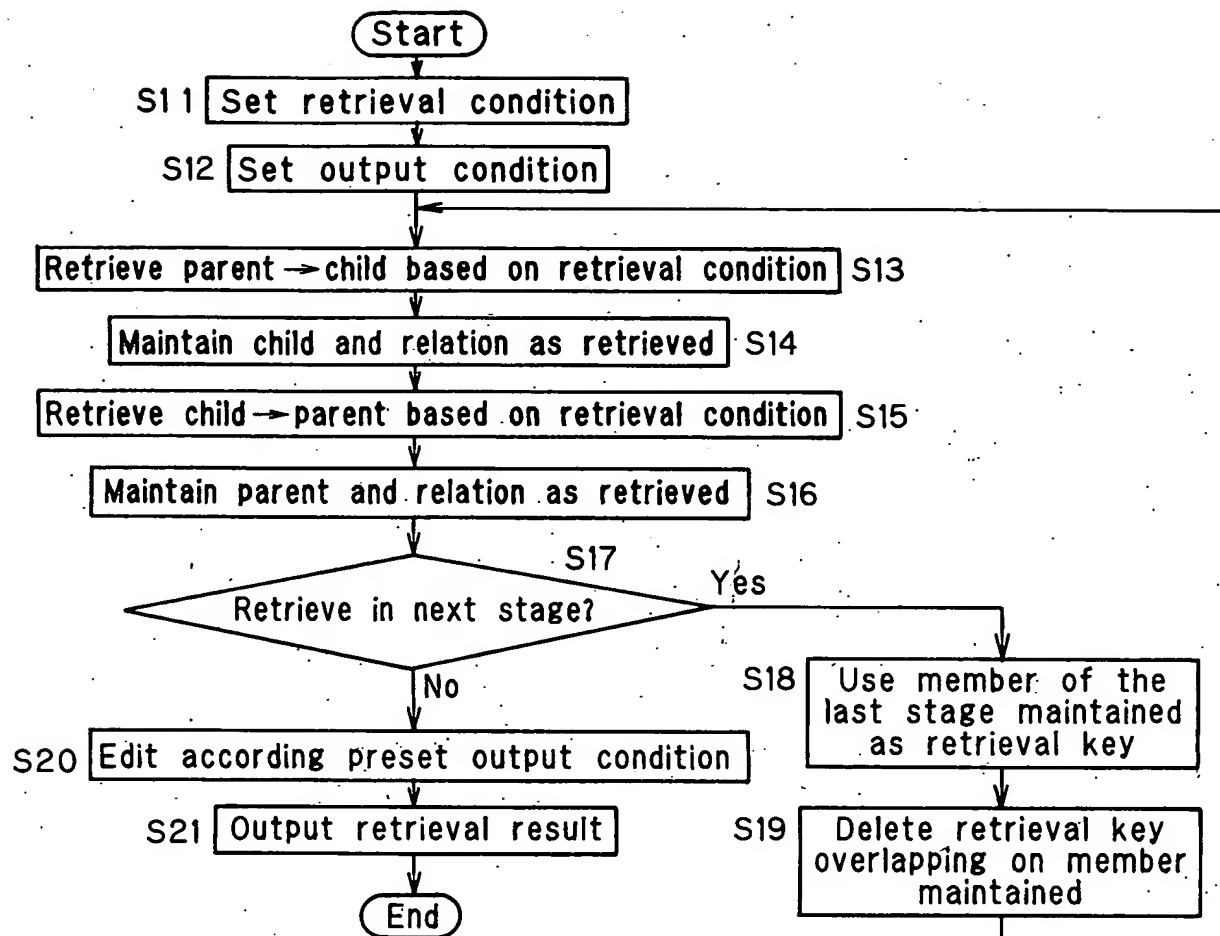 Start
S11 Set retrieval condition
S12 Set output condition
Retrieve parent→child based on retrieval condition S13
Maintain child and relation as retrieved S14
Retrieve child→parent based on retrieval condition S15
Maintain parent and relation as retrieved S16
S17
Retrieve in next stage?
Yes
No
S18 Use member of the
last stage maintained
as retrieval key
S19 Delete retrieval key
overlapping on member
maintained
S20 Edit according preset output condition
S21 Output retrieval result
End